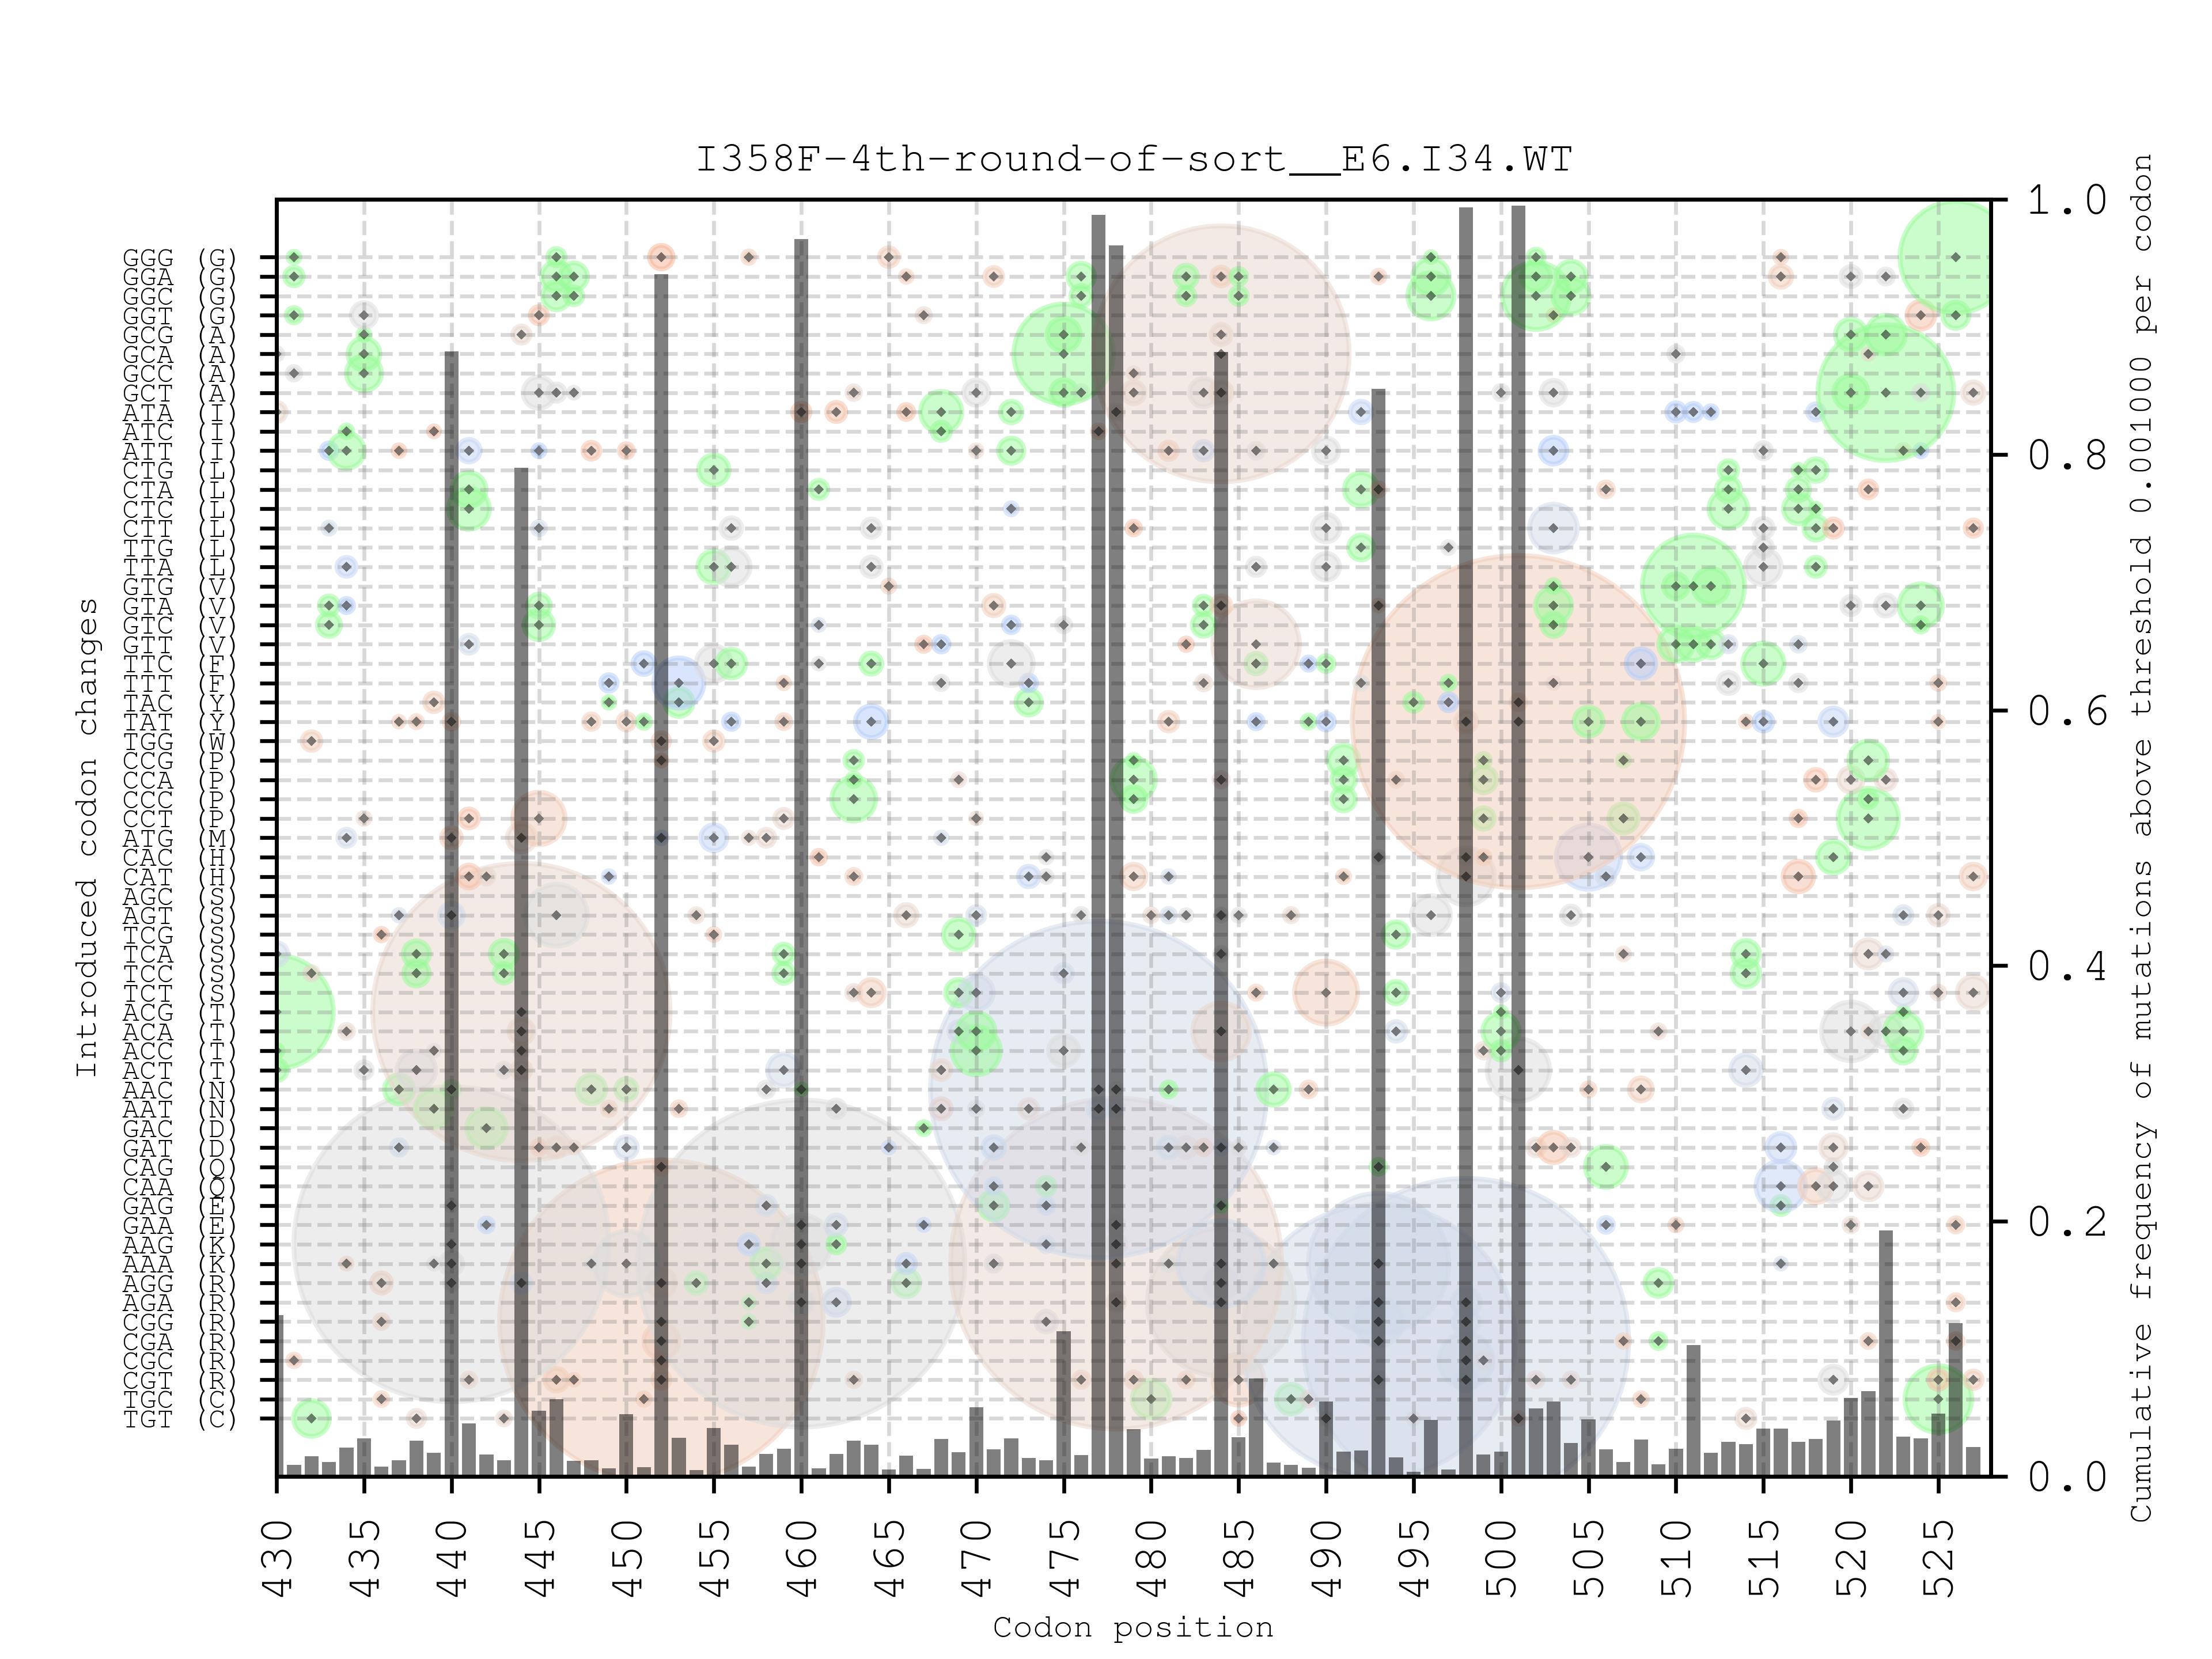 I358F-4th-round-of-sort__E6.I34.WT
Introduced codon changes
GGG (G)
GGA (G)
GGC (G)
GGT (G)
GCG (A)
GCA (A)
GCC (A)
GCT (A)
ATA (I)
ATC (I)
ATT (I)
CTG (L)
CTA (L)
CTC (L)
CTT (L)
TTG (L)
TTA (L)
GTG (V)
GTA (V)
GTC (V)
GTT (V)
TTC (F)
TTT (F)
TAC (Y)
TAT (Y)
TGG (W)
CCG (P)
CCA (P)
CCC (P)
CCT (P)
ATG (M)
CAC (H)
CAT (H)
AGC (S)
AGT (S)
TCG (S)
TCA (S)
TCC (S)
TCT (S)
ACG (T)
ACA (T)
ACC (T)
ACT (T)
AAC (N)
AAT (N)
GAC (D)
GAT (D)
CAG (Q)
CAA (Q)
GAG (E)
GAA (E)
AAG (K)
AAA (K)
AGG (R)
AGA (R)
CGG (R)
CGA (R)
CGC (R)
CGT (R)
TGC (C)
TGT (C)
1.0
0.8
0.6
0.4
0.2
0.0
Cumulative frequency of mutations above threshold 0.001000 per codon
430 435 440 445 450 455 460 465 470 475 480 485 490 495 500 505 510 515 520 525
Codon position